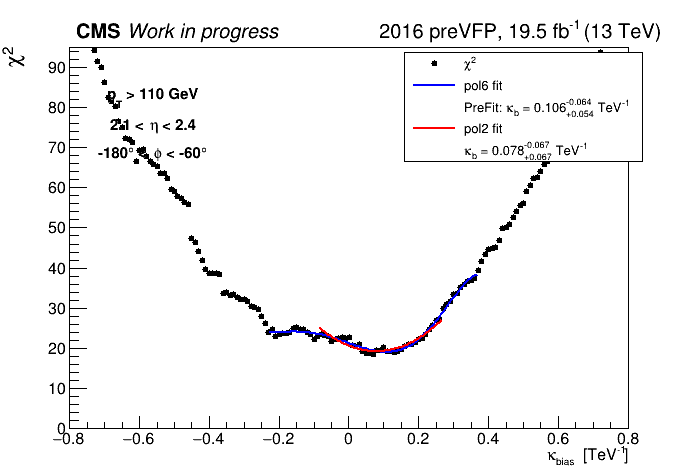 CMS Work in progress 2016 preVFP, 19.5 fb⁻¹ (13 TeV)
χ²
90
80
70
60
50
40
30
20
10
0
p_T > 110 GeV
2.1 < η < 2.4
-180° < ϕ < -60°
χ²
pol6 fit
PreFit: κ_b = 0.106 -0.064 +0.054 TeV⁻¹
pol2 fit
κ_b = 0.078 -0.067 +0.067 TeV⁻¹
−0.8 −0.6 −0.4 −0.2 0 0.2 0.4 0.6 0.8
κ_bias [TeV⁻¹]